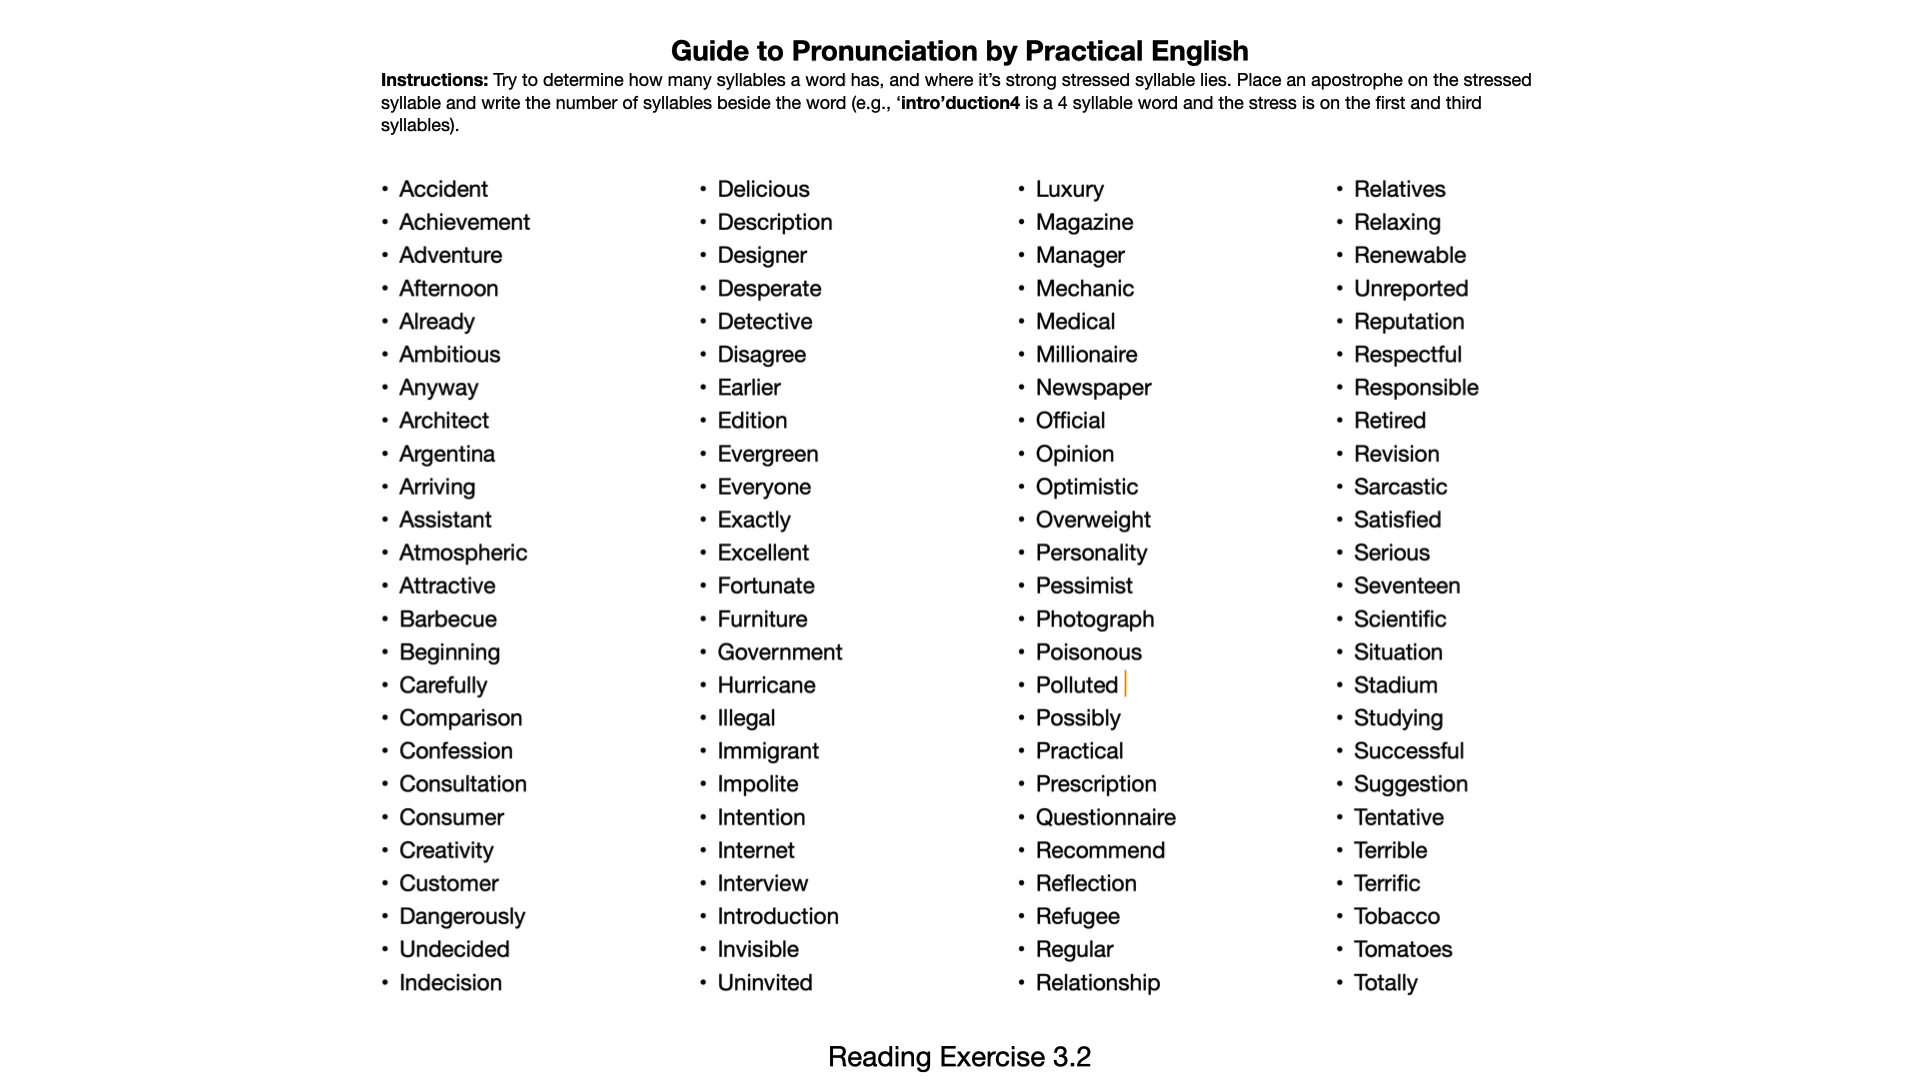 Guide to Pronunciation by Practical English
Instructions: Try to determine how many syllables a word has, and where it’s strong stressed syllable lies. Place an apostrophe on the stressed
syllable and write the number of syllables beside the word (e.g., ‘intro’duction4 is a 4 syllable word and the stress is on the first and third
syllables).
• Accident
• Achievement
• Adventure
• Afternoon
• Already
• Ambitious
• Anyway
• Architect
• Argentina
• Arriving
• Assistant
• Atmospheric
• Attractive
• Barbecue
• Beginning
• Carefully
• Comparison
• Confession
• Consultation
• Consumer
• Creativity
• Customer
• Dangerously
• Undecided
• Indecision
• Delicious
• Description
• Designer
• Desperate
• Detective
• Disagree
• Earlier
• Edition
• Evergreen
• Everyone
• Exactly
• Excellent
• Fortunate
• Furniture
• Government
• Hurricane
• Illegal
• Immigrant
• Impolite
• Intention
• Internet
• Interview
• Introduction
• Invisible
• Uninvited
• Luxury
• Magazine
• Manager
• Mechanic
• Medical
• Millionaire
• Newspaper
• Official
• Opinion
• Optimistic
• Overweight
• Personality
• Pessimist
• Photograph
• Poisonous
• Polluted
• Possibly
• Practical
• Prescription
• Questionnaire
• Recommend
• Reflection
• Refugee
• Regular
• Relationship
• Relatives
• Relaxing
• Renewable
• Unreported
• Reputation
• Respectful
• Responsible
• Retired
• Revision
• Sarcastic
• Satisfied
• Serious
• Seventeen
• Scientific
• Situation
• Stadium
• Studying
• Successful
• Suggestion
• Tentative
• Terrible
• Terrific
• Tobacco
• Tomatoes
• Totally
Reading Exercise 3.2